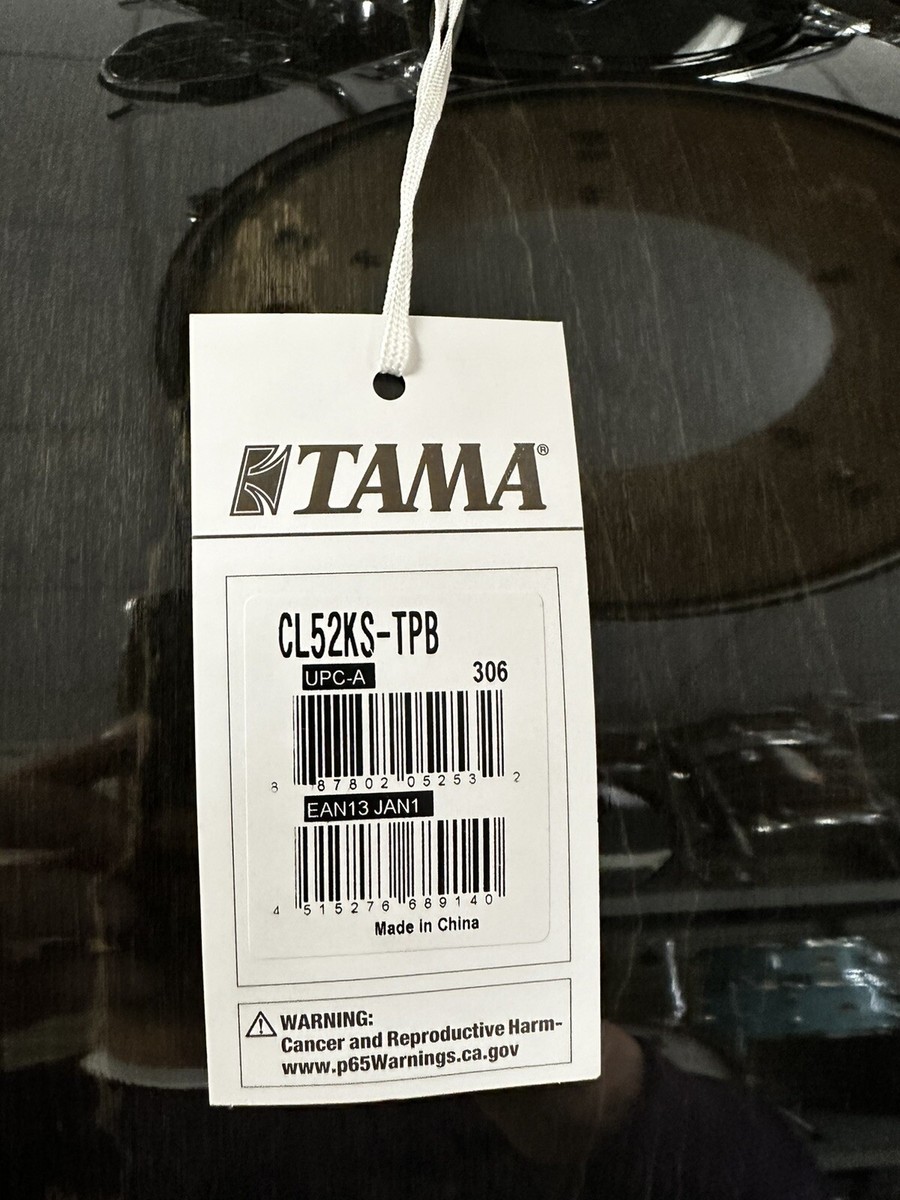 TAMA®
CL52KS-TPB
UPC-A 306
8 87802 05253 2
EAN13 JAN1
4 515276 689140
Made in China
WARNING:
Cancer and Reproductive Harm-
www.p65Warnings.ca.gov